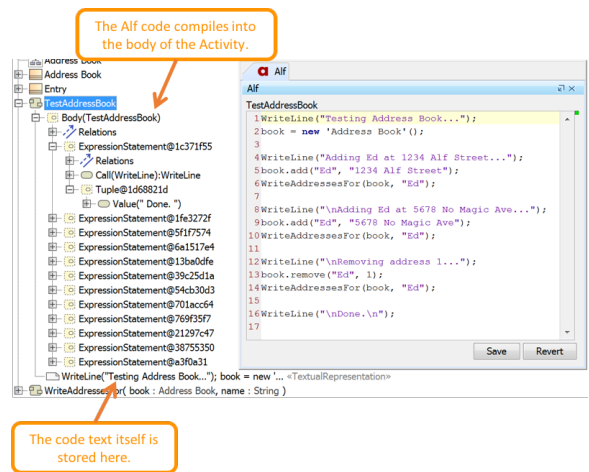 The Alf code compiles into
the body of the Activity.
Address Book
Address Book
Entry
TestAddressBook
Body(TestAddressBook)
Relations
ExpressionStatement@1c371f55
Relations
Call(WriteLine):WriteLine
Tuple@1d68821d
Value(" Done. ")
ExpressionStatement@1fe3272f
ExpressionStatement@5f1f7574
ExpressionStatement@6a1517e4
ExpressionStatement@13ba0dfe
ExpressionStatement@39c25d1a
ExpressionStatement@54cb30d3
ExpressionStatement@701acc64
ExpressionStatement@769f35f7
ExpressionStatement@21297c47
ExpressionStatement@38755350
ExpressionStatement@a3f0a31
WriteLine("Testing Address Book..."); book = new '... «TextualRepresentation»
WriteAddressesFor( book : Address Book, name : String )
a Alf
Alf
TestAddressBook
1 WriteLine("Testing Address Book...");
2 book = new 'Address Book'();
3
4 WriteLine("Adding Ed at 1234 Alf Street...");
5 book.add("Ed", "1234 Alf Street");
6 WriteAddressesFor(book, "Ed");
7
8 WriteLine("\nAdding Ed at 5678 No Magic Ave...");
9 book.add("Ed", "5678 No Magic Ave");
10 WriteAddressesFor(book, "Ed");
11
12 WriteLine("\nRemoving address 1...");
13 book.remove("Ed", 1);
14 WriteAddressesFor(book, "Ed");
15
16 WriteLine("\nDone.\n");
17
Save Revert
The code text itself is
stored here.